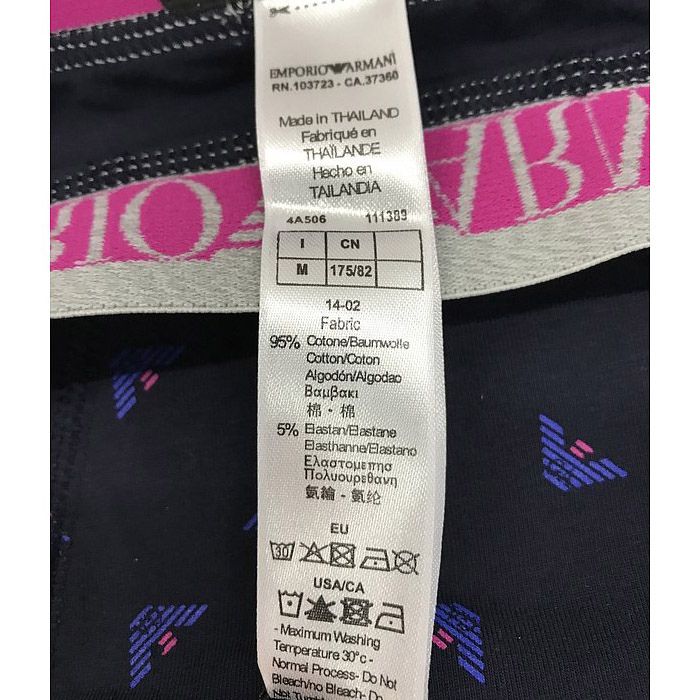 EMPORIO ARMANI
RN.103723 - CA.37360
Made in THAILAND
Fabriqué en
THAÏLANDE
Hecho en
TAILANDIA
4A506 111389
I CN
M 175/82
14-02
Fabric
95% Cotone/Baumwolle
Cotton/Coton
Algodón/Algodao
Βαμβακι
棉 - 棉
5% Elastan/Elastane
Elasthanne/Elastano
Ελαστομεπησ
Πολυουρεθανη
氨綸 - 氨纶
EU
30
USA/CA
- Maximum Washing
Temperature 30°c -
Normal Process- Do Not
Bleach/no Bleach- Do
Not Tumble